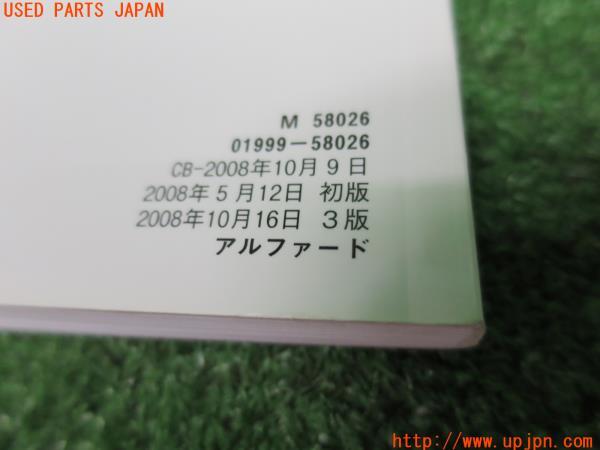 USED PARTS JAPAN
M 58026
01999-58026
CB-2008年10月9日
2008年5月12日 初版
2008年10月16日 3版
アルファード
http://www.upjpn.com/